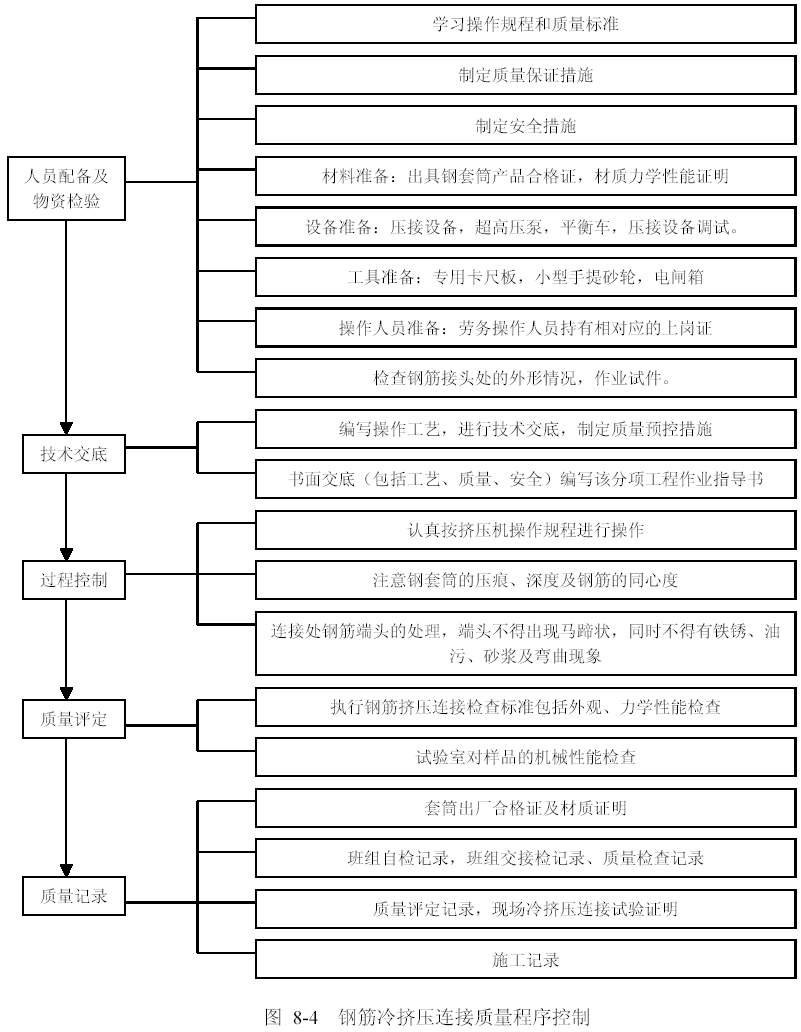 学习操作规程和质量标准
制定质量保证措施
制定安全措施
人员配备及
物资检验
材料准备：出具钢套筒产品合格证，材质力学性能证明
设备准备：压接设备，超高压泵，平衡车，压接设备调试。
工具准备：专用卡尺板，小型手提砂轮，电闸箱
操作人员准备：劳务操作人员持有相对应的上岗证
检查钢筋接头处的外形情况，作业试件。
技术交底
编写操作工艺，进行技术交底，制定质量预控措施
书面交底（包括工艺、质量、安全）编写该分项工程作业指导书
过程控制
认真按挤压机操作规程进行操作
注意钢套筒的压痕、深度及钢筋的同心度
连接处钢筋端头的处理，端头不得出现马蹄状，同时不得有铁锈、油
污、砂浆及弯曲现象
质量评定
执行钢筋挤压连接检查标准包括外观、力学性能检查
试验室对样品的机械性能检查
质量记录
套筒出厂合格证及材质证明
班组自检记录，班组交接检记录、质量检查记录
质量评定记录，现场冷挤压连接试验证明
施工记录
图 8-4 钢筋冷挤压连接质量程序控制